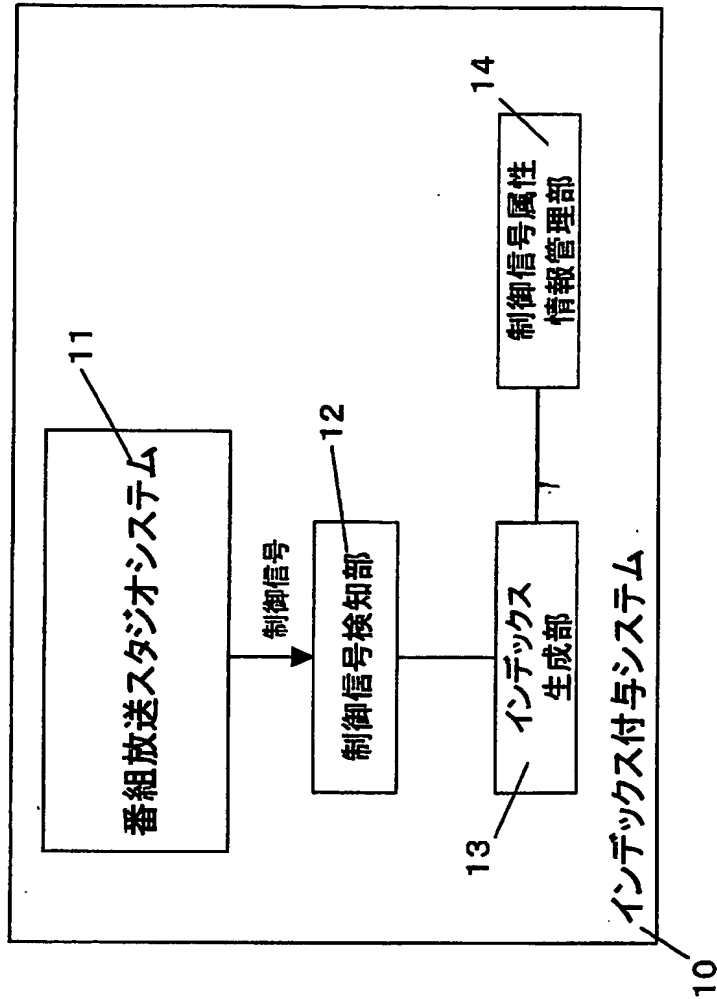 番組放送スタジオシステム
11
制御信号
制御信号検知部
12
インデックス
生成部
13
制御信号属性
情報管理部
14
インデックス付与システム
10